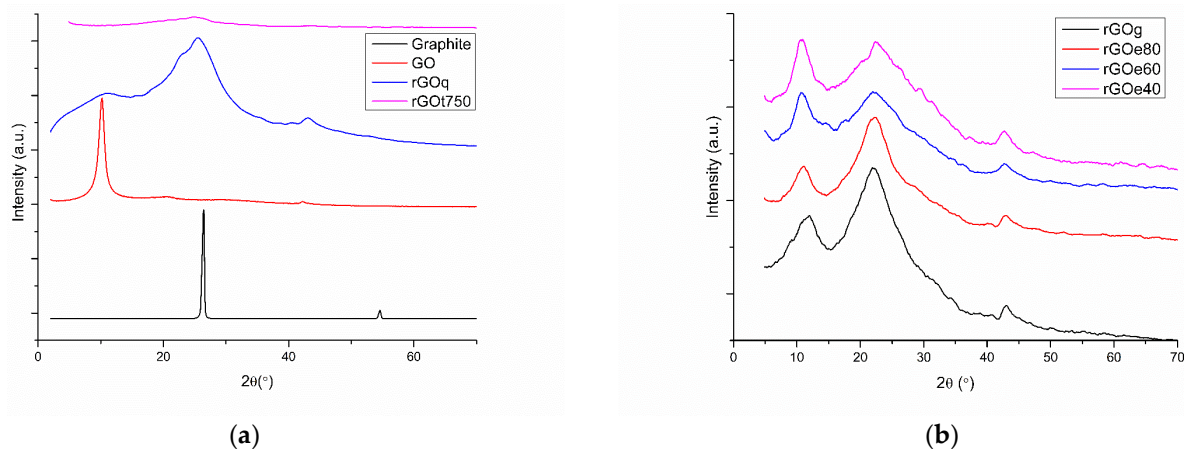 Graphite
GO
rGOq
rGOt750
Intensity (a.u.)
0 20 40 60
2θ(°)
(a)
rGOg
rGOe80
rGOe60
rGOe40
Intensity (a.u.)
0 10 20 30 40 50 60 70
2θ (°)
(b)